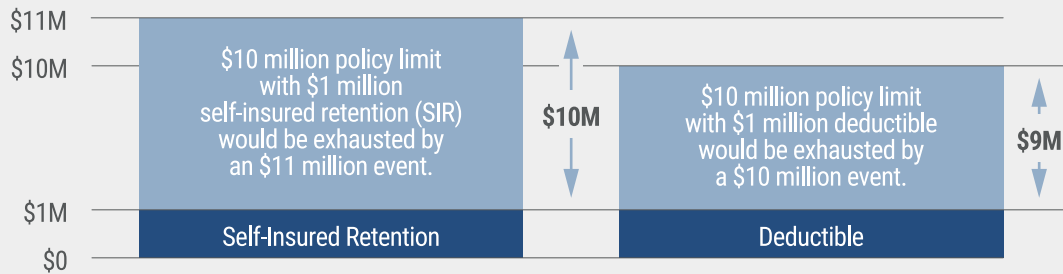 $11M
$10M
$1M
$0
$10 million policy limit
with $1 million
self-insured retention (SIR)
would be exhausted by
an $11 million event.
Self-Insured Retention
$10M
$10 million policy limit
with $1 million deductible
would be exhausted by
a $10 million event.
Deductible
$9M